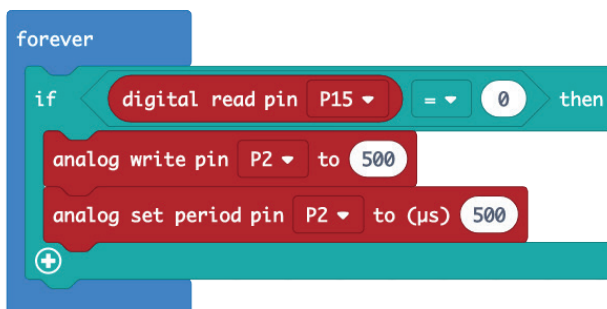 forever
if digital read pin P15 = 0 then
analog write pin P2 to 500
analog set period pin P2 to (µs) 500